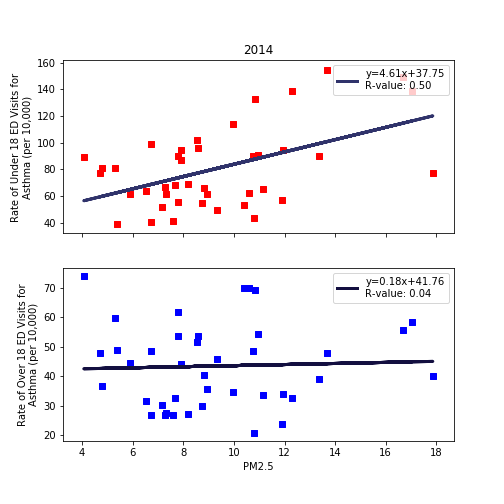 2014
Rate of Under 18 ED Visits for
Asthma (per 10,000)
160
140
120
100
80
60
40
y=4.61x+37.75
R-value: 0.50
Rate of Over 18 ED Visits for
Asthma (per 10,000)
70
60
50
40
30
20
y=0.18x+41.76
R-value: 0.04
4 6 8 10 12 14 16 18
PM2.5